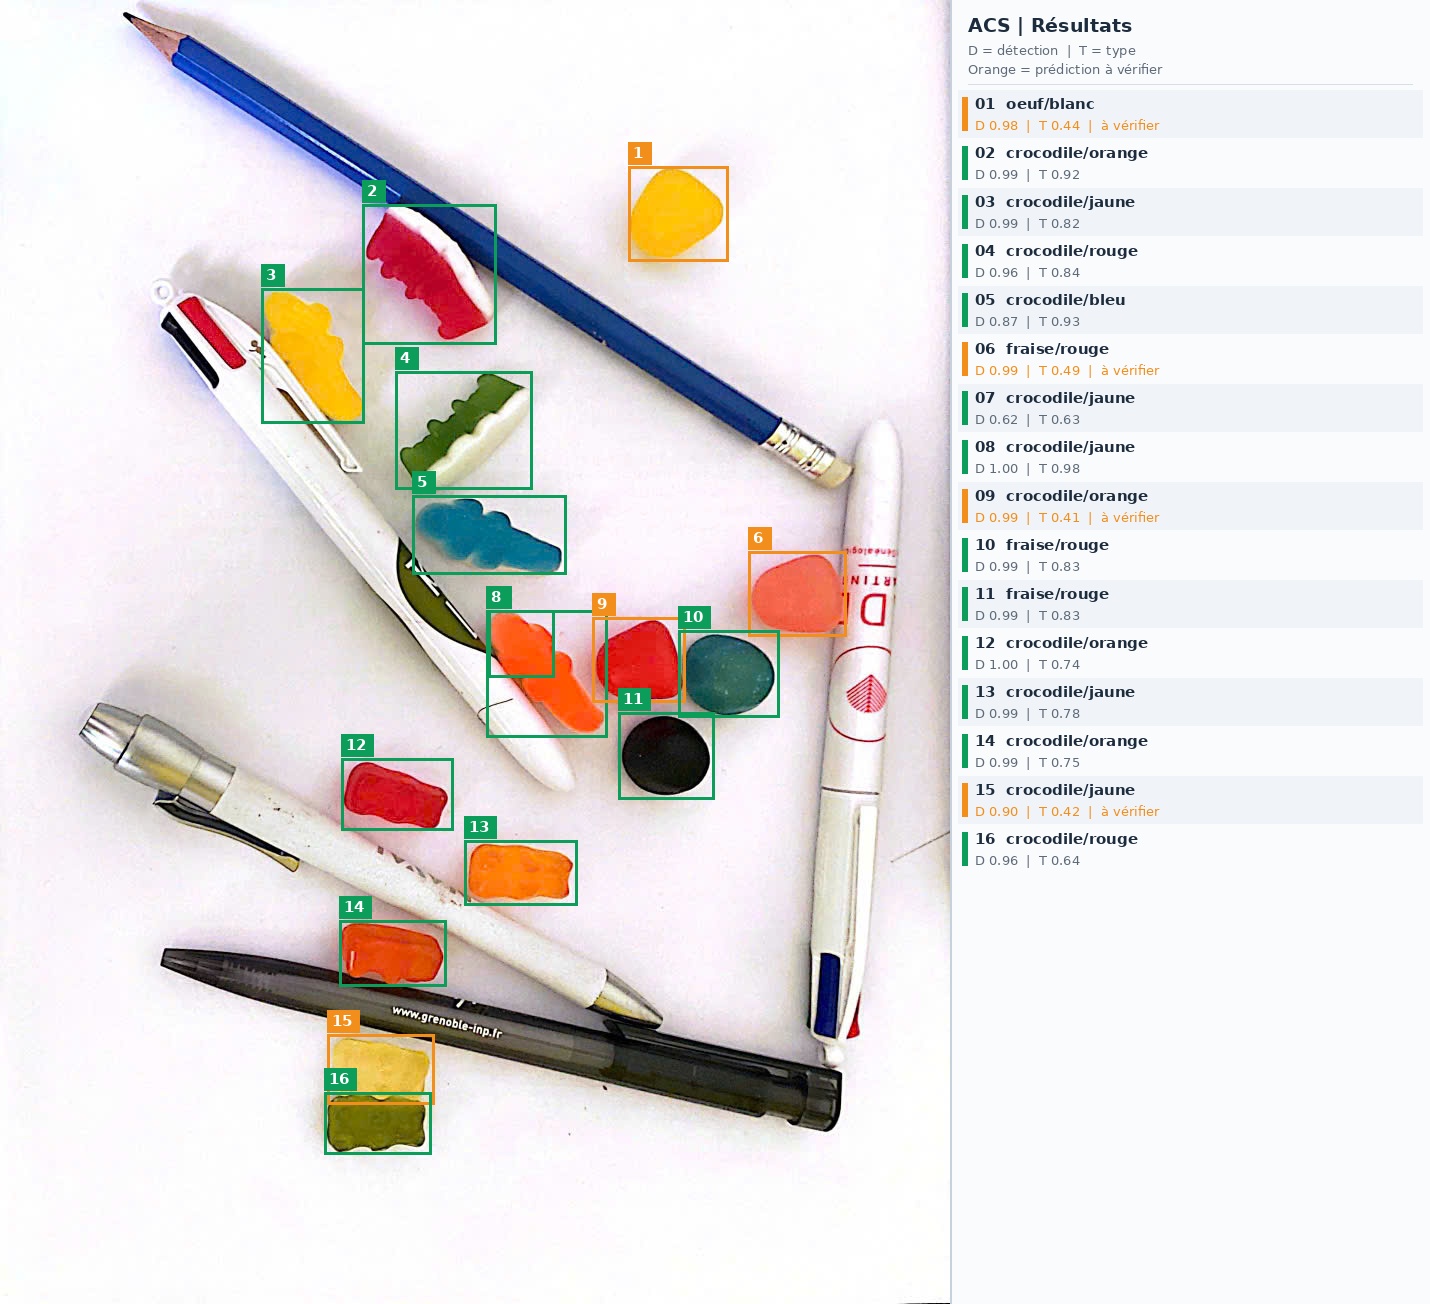 ACS | Résultats
D = détection | T = type
Orange = prédiction à vérifier
01 oeuf/blanc
D 0.98 | T 0.44 | à vérifier
02 crocodile/orange
D 0.99 | T 0.92
03 crocodile/jaune
D 0.99 | T 0.82
04 crocodile/rouge
D 0.96 | T 0.84
05 crocodile/bleu
D 0.87 | T 0.93
06 fraise/rouge
D 0.99 | T 0.49 | à vérifier
07 crocodile/jaune
D 0.62 | T 0.63
08 crocodile/jaune
D 1.00 | T 0.98
09 crocodile/orange
D 0.99 | T 0.41 | à vérifier
10 fraise/rouge
D 0.99 | T 0.83
11 fraise/rouge
D 0.99 | T 0.83
12 crocodile/orange
D 1.00 | T 0.74
13 crocodile/jaune
D 0.99 | T 0.78
14 crocodile/orange
D 0.99 | T 0.75
15 crocodile/jaune
D 0.90 | T 0.42 | à vérifier
16 crocodile/rouge
D 0.96 | T 0.64
1
2
3
4
5
6
8
9
10
11
12
13
14
15
16
www.grenoble-inp.fr